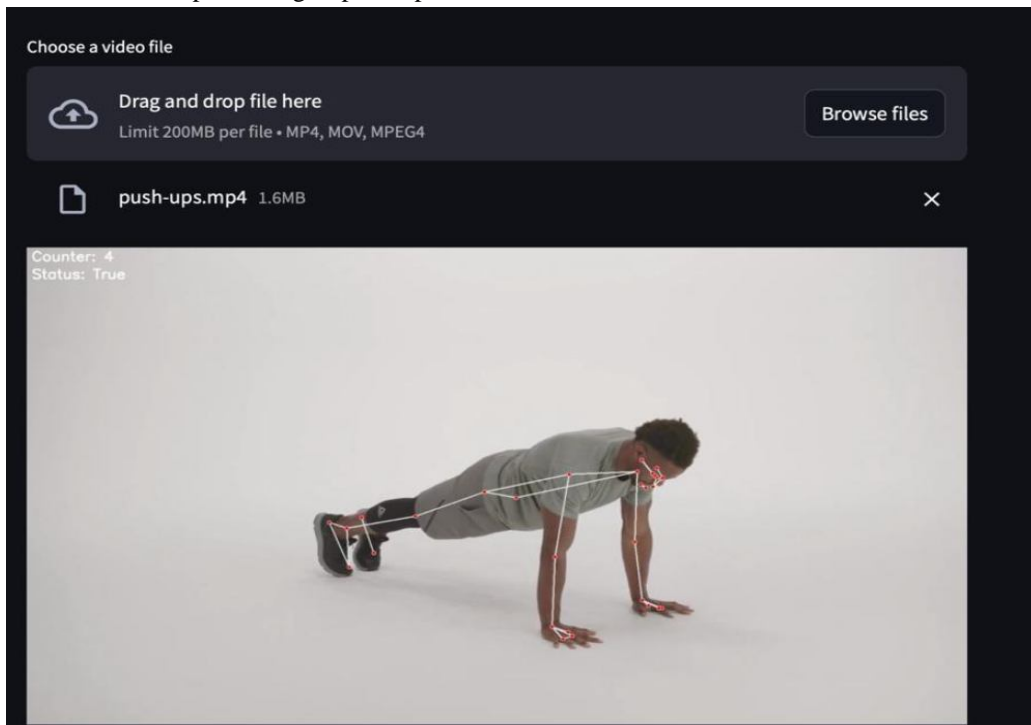 Choose a video file
Drag and drop file here
Limit 200MB per file • MP4, MOV, MPEG4
Browse files
push-ups.mp4 1.6MB
Counter: 4
Status: True